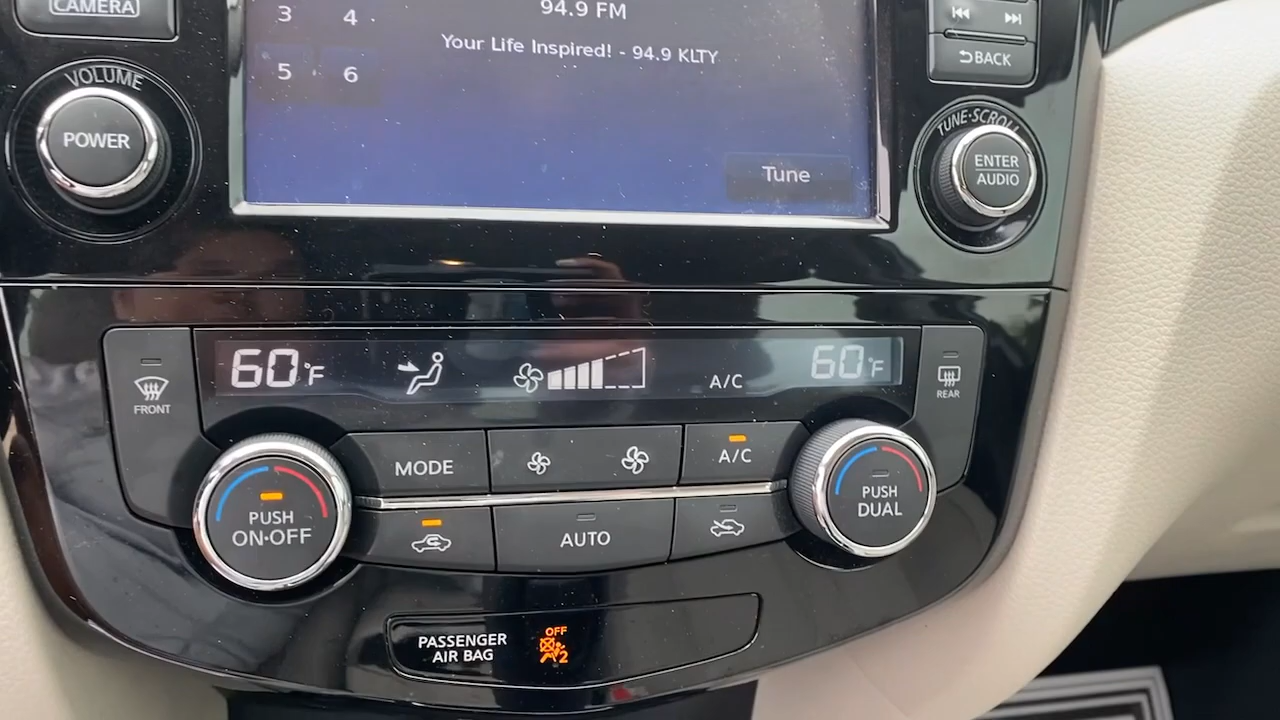 CAMERA
VOLUME
POWER
3 4
5 6
94.9 FM
Your Life Inspired! - 94.9 KLTY
Tune
BACK
TUNE·SCROLL
ENTER
AUDIO
FRONT
60°F
A/C
60°F
REAR
PUSH
ON·OFF
MODE
A/C
AUTO
PUSH
DUAL
PASSENGER
AIR BAG
OFF
2